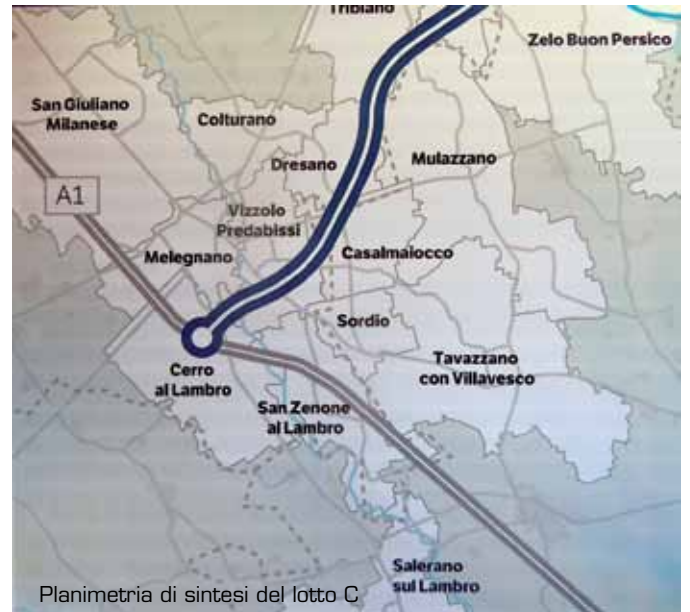 Tribiano
Zelo Buon Persico
San Giuliano
Milanese
Colturano
Dresano
Mulazzano
A1
Vizzolo
Predabissi
Melegnano
Casalmaiocco
Sordio
Cerro
al Lambro
Tavazzano
con Villavesco
San Zenone
al Lambro
Salerano
sul Lambro
Planimetria di sintesi del lotto C